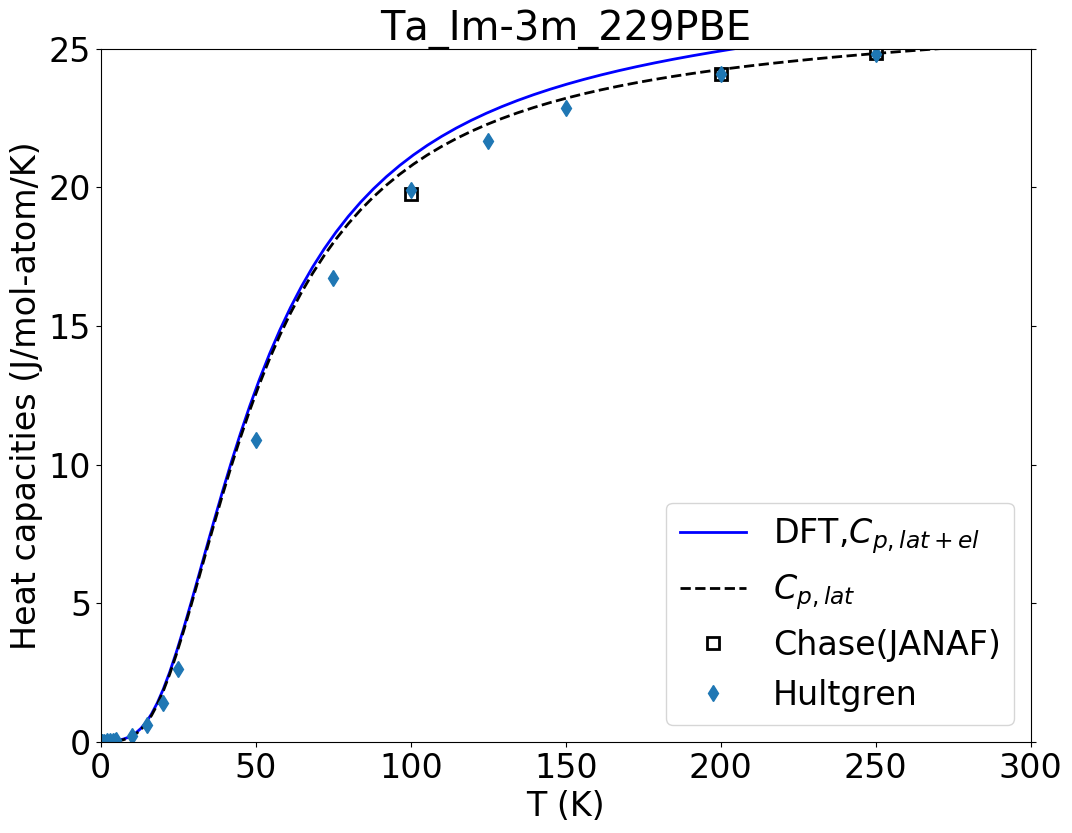 Ta_Im-3m_229PBE
Heat capacities (J/mol-atom/K)
25
20
15
10
5
0
0 50 100 150 200 250 300
T (K)
DFT,C_{p,lat+el}
C_{p,lat}
Chase(JANAF)
Hultgren